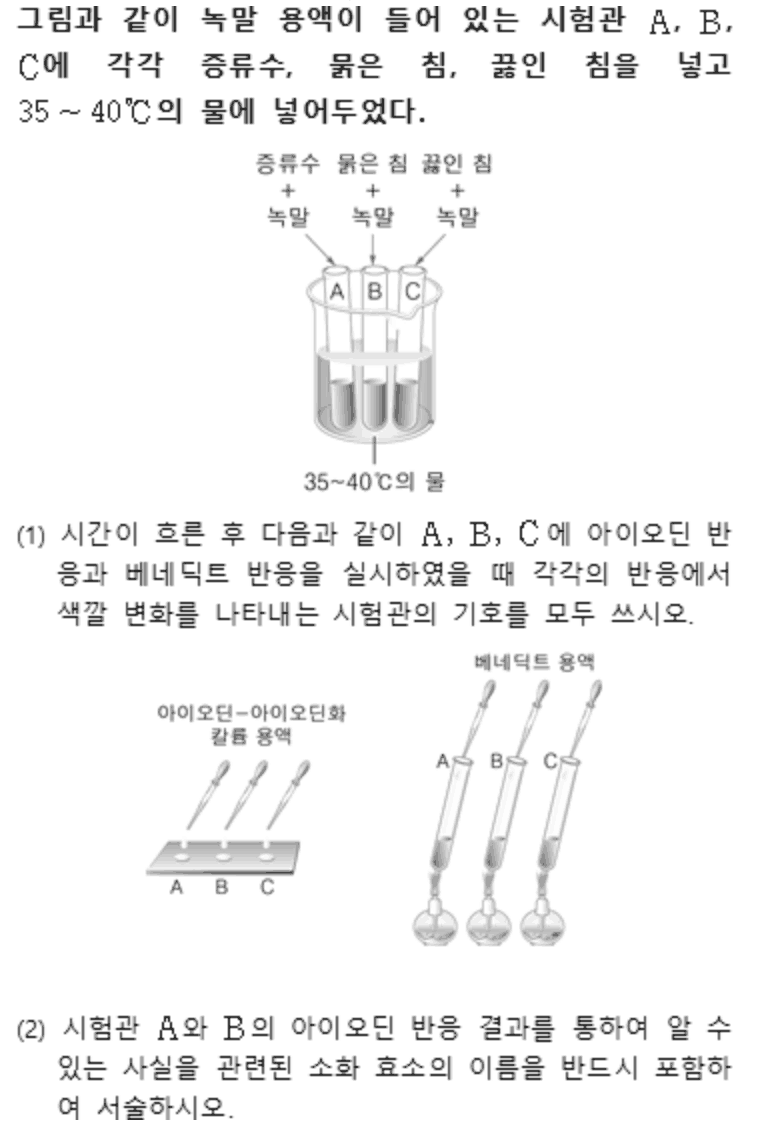 그림과 같이 녹말 용액이 들어 있는 시험관 A, B,
C에 각각 증류수, 묽은 침, 끓인 침을 넣고
35 ~ 40℃의 물에 넣어두었다.
증류수 묽은 침 끓인 침
+ + +
녹말 녹말 녹말
A B C
35~40℃의 물
(1) 시간이 흐른 후 다음과 같이 A, B, C에 아이오딘 반
응과 베네딕트 반응을 실시하였을 때 각각의 반응에서
색깔 변화를 나타내는 시험관의 기호를 모두 쓰시오.
베네딕트 용액
아이오딘-아이오딘화
칼륨 용액
A B C
A B C
(2) 시험관 A와 B의 아이오딘 반응 결과를 통하여 알 수
있는 사실을 관련된 소화 효소의 이름을 반드시 포함하
여 서술하시오.